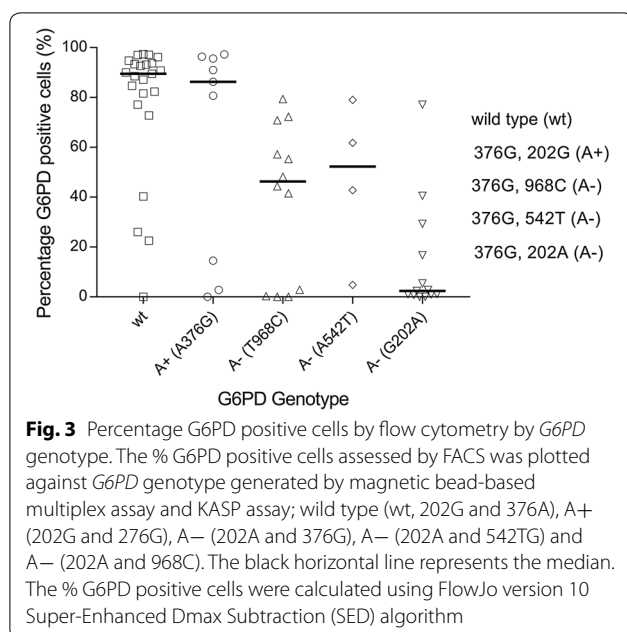 Percentage G6PD positive cells (%)
100
80
60
40
20
0
wt
A+ (A376G)
A- (T968C)
A- (A542T)
A- (G202A)
G6PD Genotype
wild type (wt)
376G, 202G (A+)
376G, 968C (A-)
376G, 542T (A-)
376G, 202A (A-)
Fig. 3 Percentage G6PD positive cells by flow cytometry by G6PD
genotype. The % G6PD positive cells assessed by FACS was plotted
against G6PD genotype generated by magnetic bead-based
multiplex assay and KASP assay; wild type (wt, 202G and 376A), A+
(202G and 276G), A− (202A and 376G), A− (202A and 542TG) and
A− (202A and 968C). The black horizontal line represents the median.
The % G6PD positive cells were calculated using FlowJo version 10
Super-Enhanced Dmax Subtraction (SED) algorithm